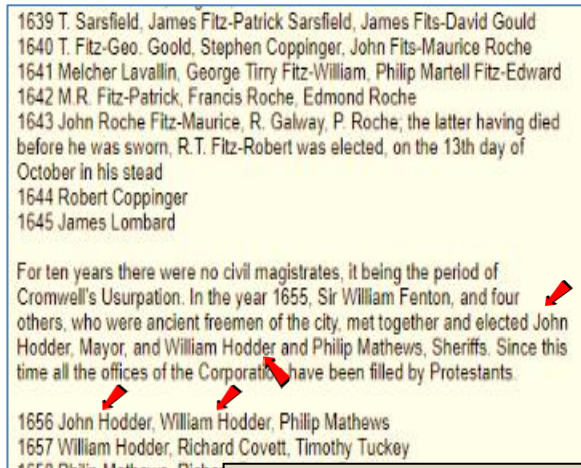 1639 T. Sarsfield, James Fitz-Patrick Sarsfield, James Fits-David Gould
1640 T. Fitz-Geo. Goold, Stephen Coppinger, John Fits-Maurice Roche
1641 Melcher Lavallin, George Tirry Fitz-William, Philip Martell Fitz-Edward
1642 M.R. Fitz-Patrick, Francis Roche, Edmond Roche
1643 John Roche Fitz-Maurice, R. Galway, P. Roche; the latter having died
before he was sworn, R.T. Fitz-Robert was elected, on the 13th day of
October in his stead
1644 Robert Coppinger
1645 James Lombard
For ten years there were no civil magistrates, it being the period of
Cromwell's Usurpation. In the year 1655, Sir William Fenton, and four
others, who were ancient freemen of the city, met together and elected John
Hodder, Mayor, and William Hodder and Philip Mathews, Sheriffs. Since this
time all the offices of the Corporation have been filled by Protestants.
1656 John Hodder, William Hodder, Philip Mathews
1657 William Hodder, Richard Covett, Timothy Tuckey